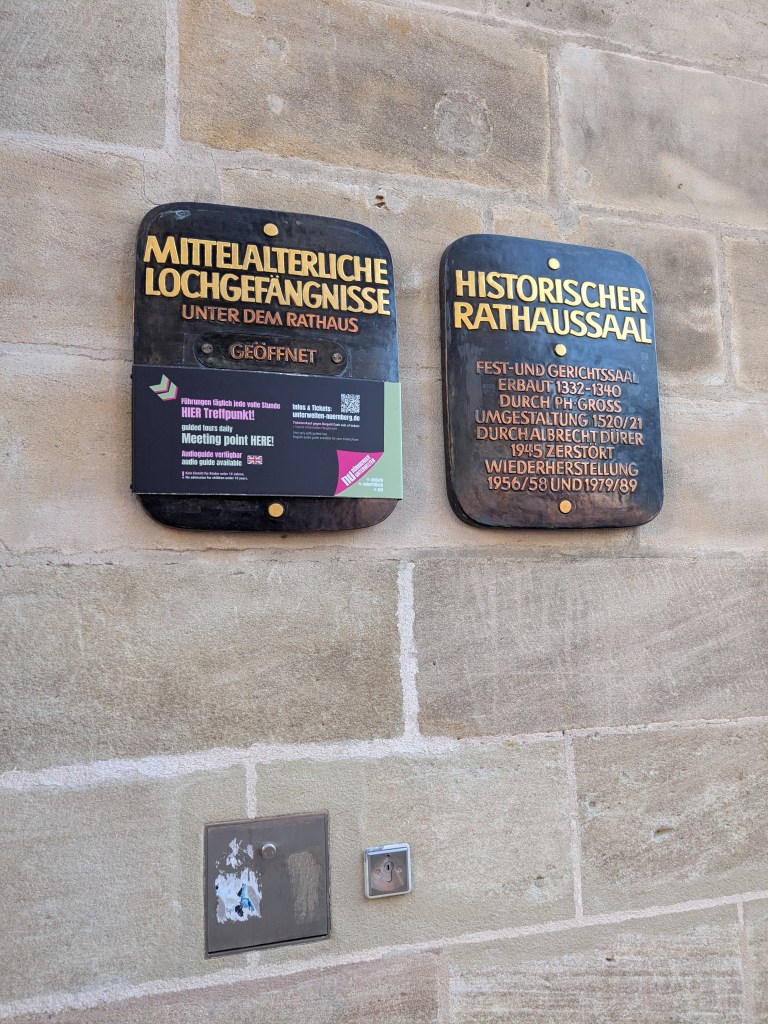 MITTELALTERLICHE
LOCHGEFÄNGNISSE
UNTER DEM RATHAUS
GEÖFFNET
Führungen täglich jede volle Stunde
HIER Treffpunkt!
guided tours daily
Meeting point HERE!
Audioguide verfügbar
audio guide available
Infos & Tickets:
unterwelten-nuernberg.de
HISTORISCHER
RATHAUSSAAL
FEST-UND GERICHTSSAAL
ERBAUT 1332-1340
DURCH PH·GROSS
UMGESTALTUNG 1520/21
DURCH ALBRECHT DÜRER
1945 ZERSTÖRT
WIEDERHERSTELLUNG
1956/58 UND 1979/89